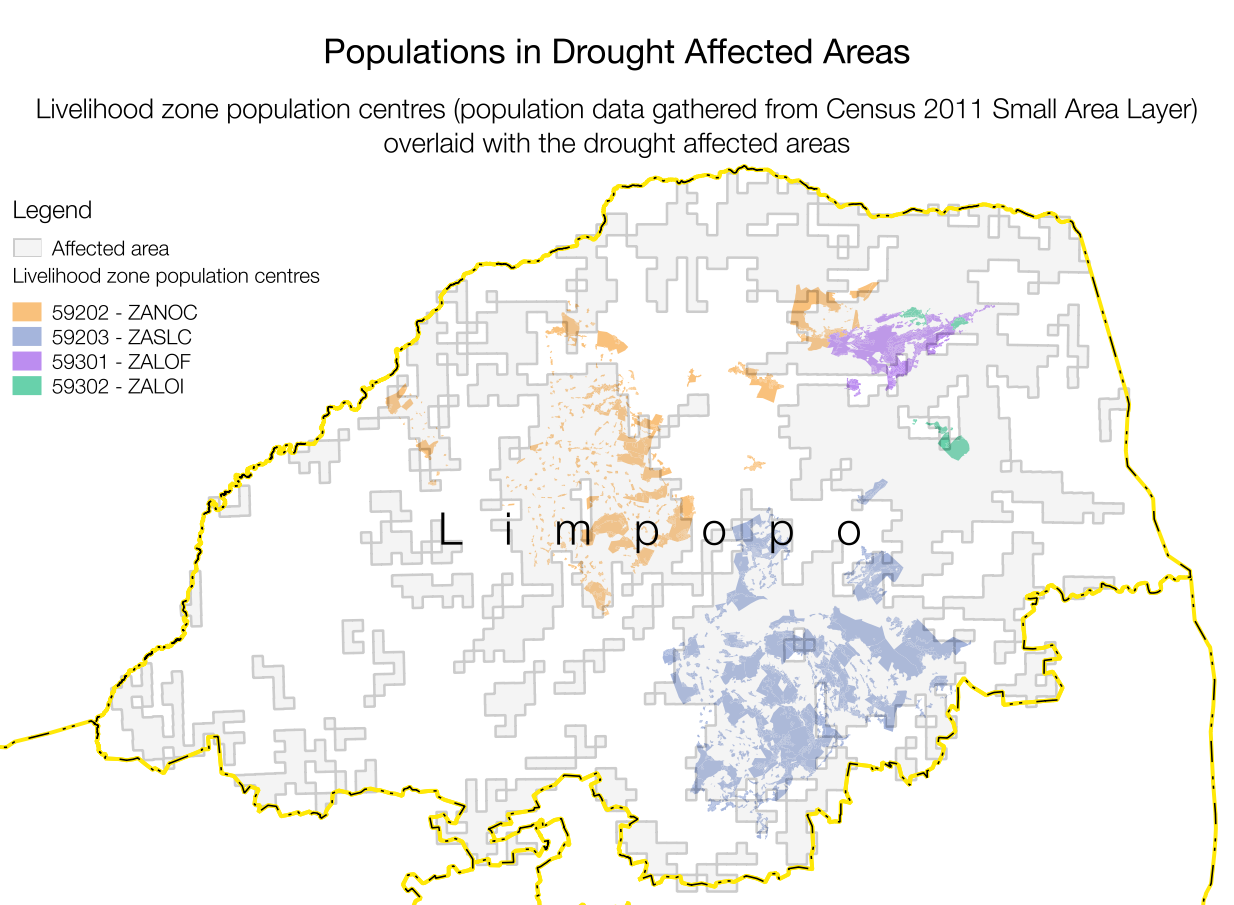 Populations in Drought Affected Areas
Livelihood zone population centres (population data gathered from Census 2011 Small Area Layer)
overlaid with the drought affected areas
Legend
Affected area
Livelihood zone population centres
59202 - ZANOC
59203 - ZASLC
59301 - ZALOF
59302 - ZALOI
Limpopo